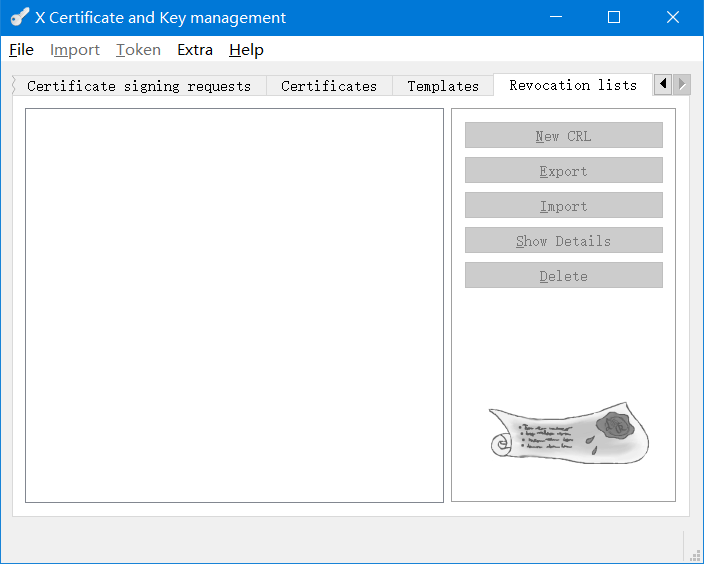 X Certificate and Key management
File Import Token Extra Help
Certificate signing requests Certificates Templates Revocation lists
New CRL
Export
Import
Show Details
Delete